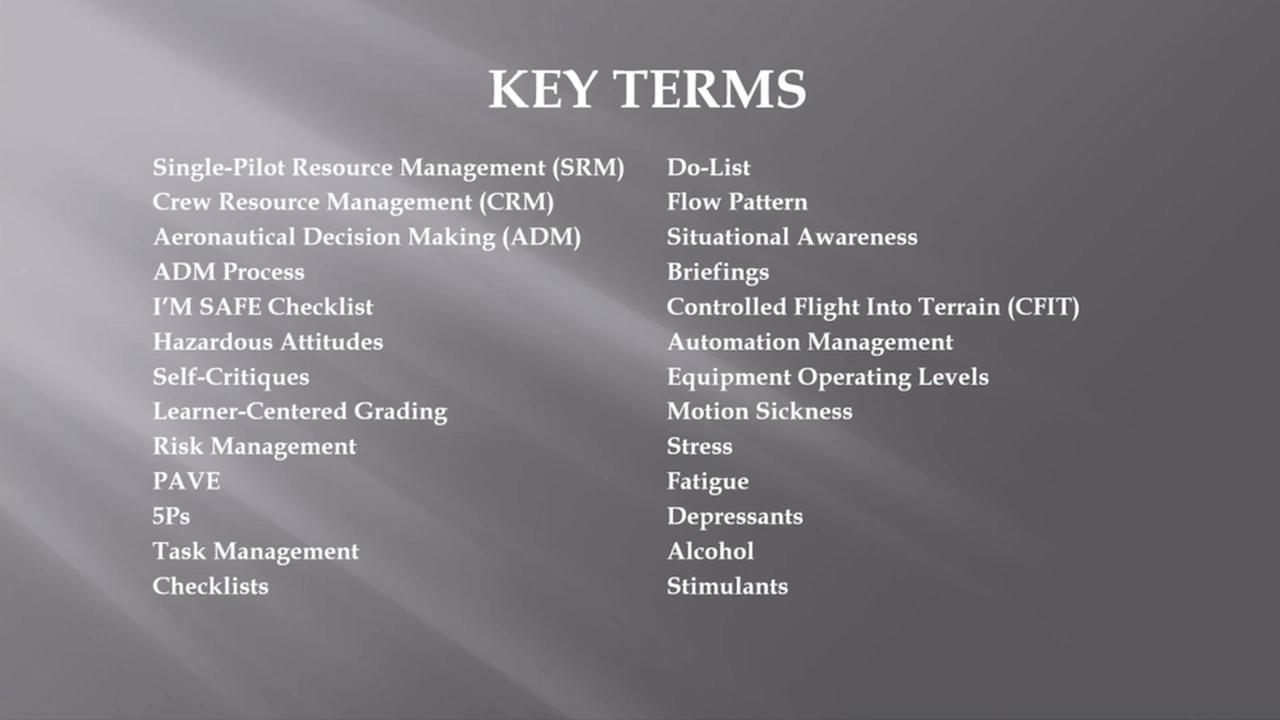 KEY TERMS
Single-Pilot Resource Management (SRM)
Crew Resource Management (CRM)
Aeronautical Decision Making (ADM)
ADM Process
I’M SAFE Checklist
Hazardous Attitudes
Self-Critiques
Learner-Centered Grading
Risk Management
PAVE
5Ps
Task Management
Checklists
Do-List
Flow Pattern
Situational Awareness
Briefings
Controlled Flight Into Terrain (CFIT)
Automation Management
Equipment Operating Levels
Motion Sickness
Stress
Fatigue
Depressants
Alcohol
Stimulants